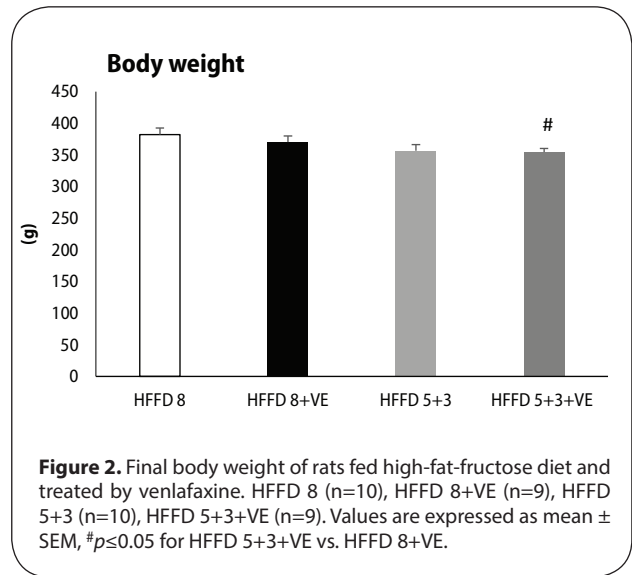 Body weight
450
400
350
300
250
200
150
100
50
0
(g)
#
HFFD 8 HFFD 8+VE HFFD 5+3 HFFD 5+3+VE
Figure 2. Final body weight of rats fed high-fat-fructose diet and
treated by venlafaxine. HFFD 8 (n=10), HFFD 8+VE (n=9), HFFD
5+3 (n=10), HFFD 5+3+VE (n=9). Values are expressed as mean ±
SEM, #p≤0.05 for HFFD 5+3+VE vs. HFFD 8+VE.